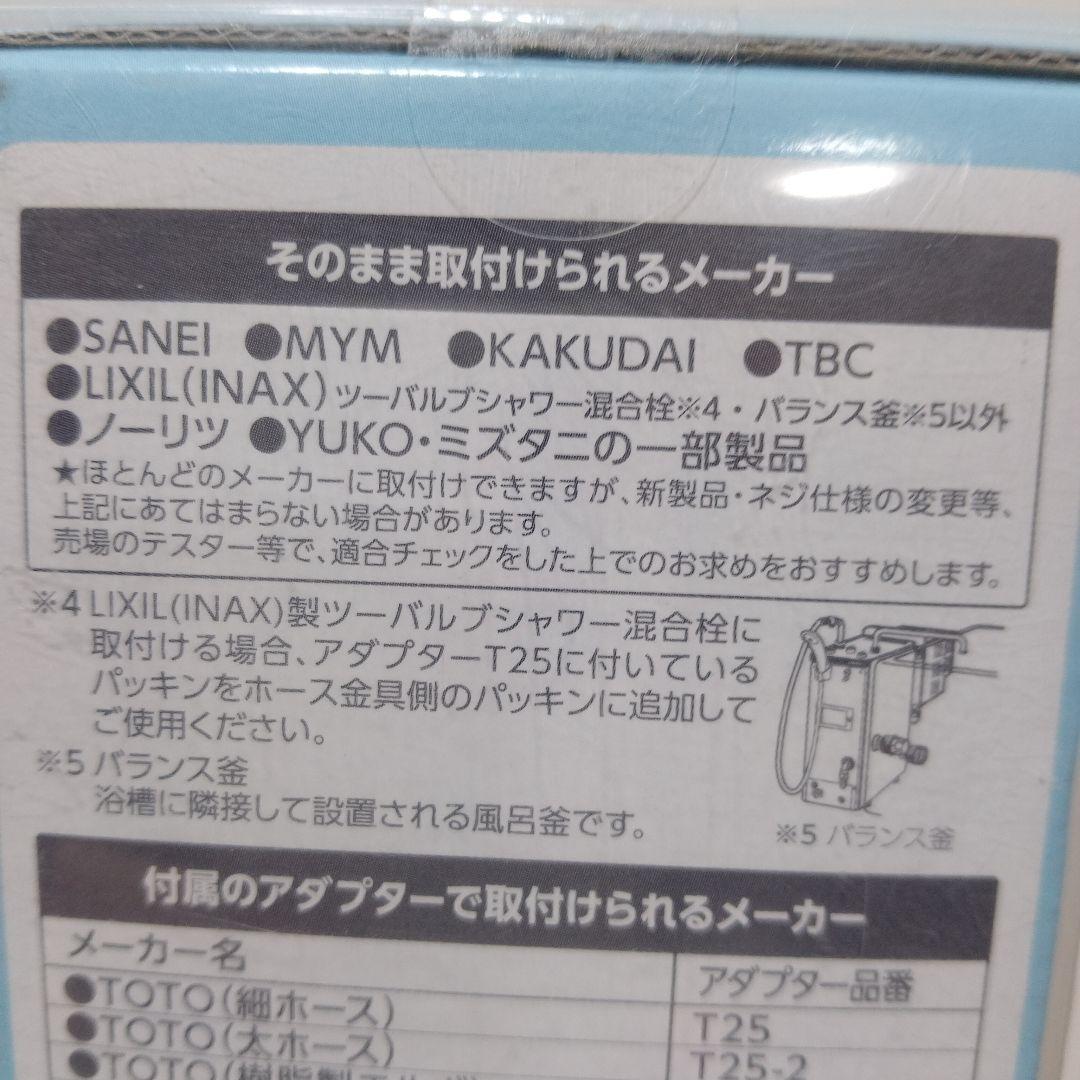 そのまま取付けられるメーカー
●SANEI ●MYM ●KAKUDAI ●TBC
●LIXIL(INAX)ツーバルブシャワー混合栓※4・バランス釜※5以外
●ノーリツ ●YUKO・ミズタニの一部製品
★ほとんどのメーカーに取付けできますが、新製品・ネジ仕様の変更等、
上記にあてはまらない場合があります。
売場のテスター等で、適合チェックをした上でのお求めをおすすめします。
※4 LIXIL(INAX)製ツーバルブシャワー混合栓に
取付ける場合、アダプターT25に付いている
パッキンをホース金具側のパッキンに追加して
ご使用ください。
※5 バランス釜
浴槽に隣接して設置される風呂釜です。
※5 バランス釜
付属のアダプターで取付けられるメーカー
メーカー名 アダプター品番
●TOTO(細ホース) T25
●TOTO(太ホース) T25-2
●TOTO(樹脂製